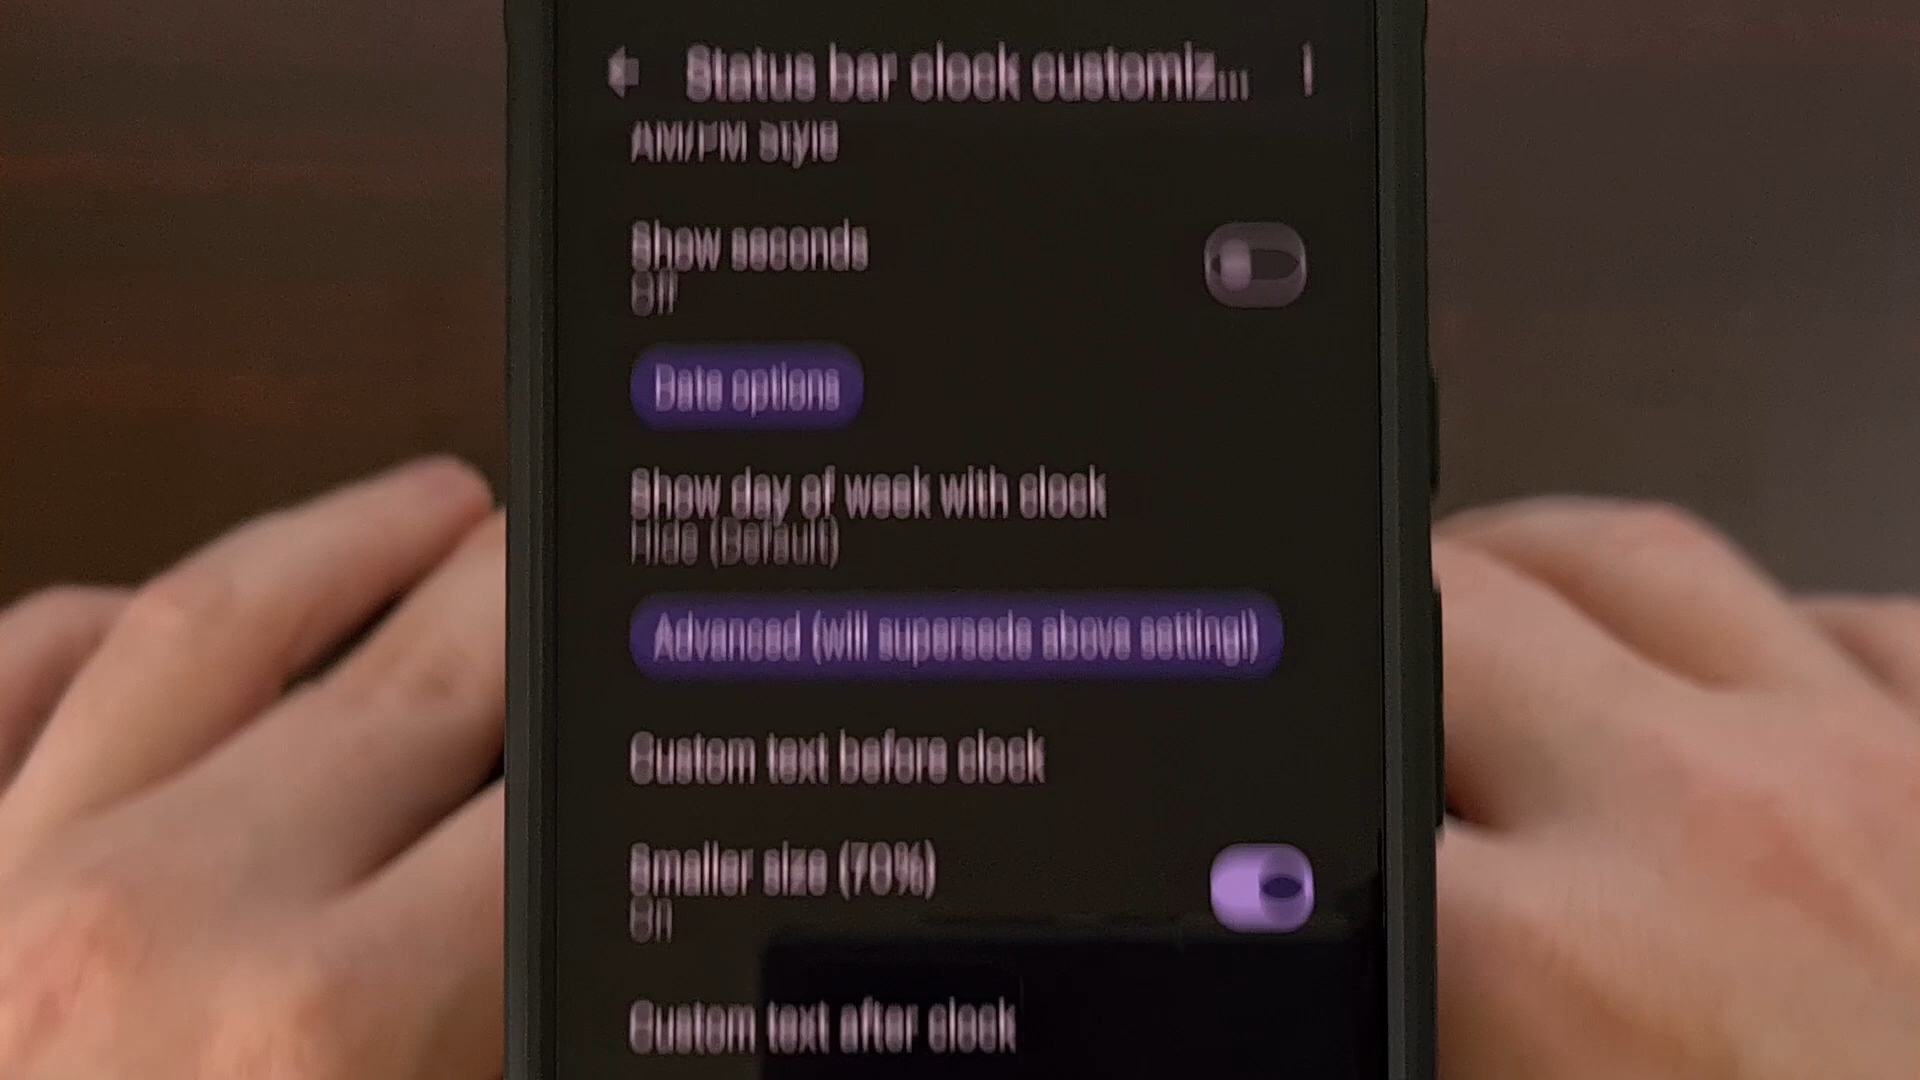 Status bar clock customiz...
AM/PM Style
Show seconds
Off
Date options
Show day of week with clock
Hide (Default)
Advanced (will supersede above setting!)
Custom text before clock
Smaller size (70%)
Off
Custom text after clock